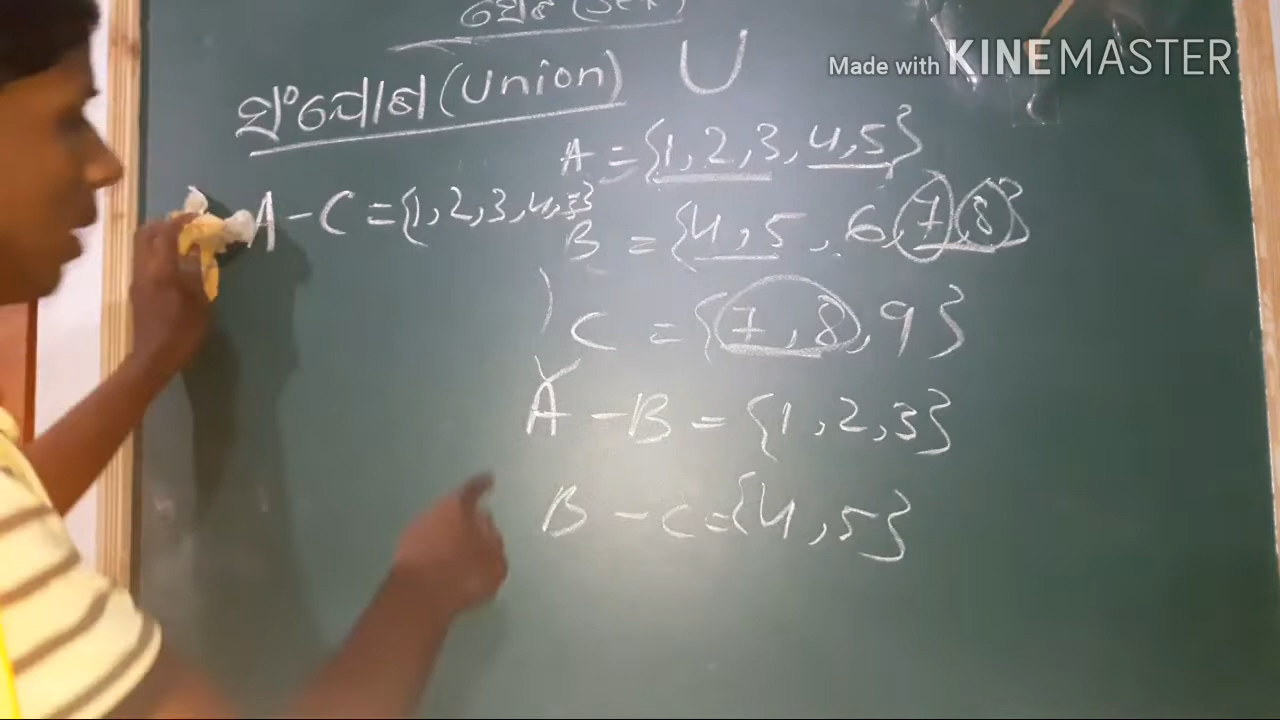 ସେଟ (Set)
ସଂଯୋଗ (Union) U
Made with KINEMASTER
A = {1, 2, 3, 4, 5}
A - C = {1, 2, 3, 4, 5}
B = {4, 5, 6, 7, 8}
C = {7, 8, 9}
A - B = {1, 2, 3}
B - C = {4, 5}